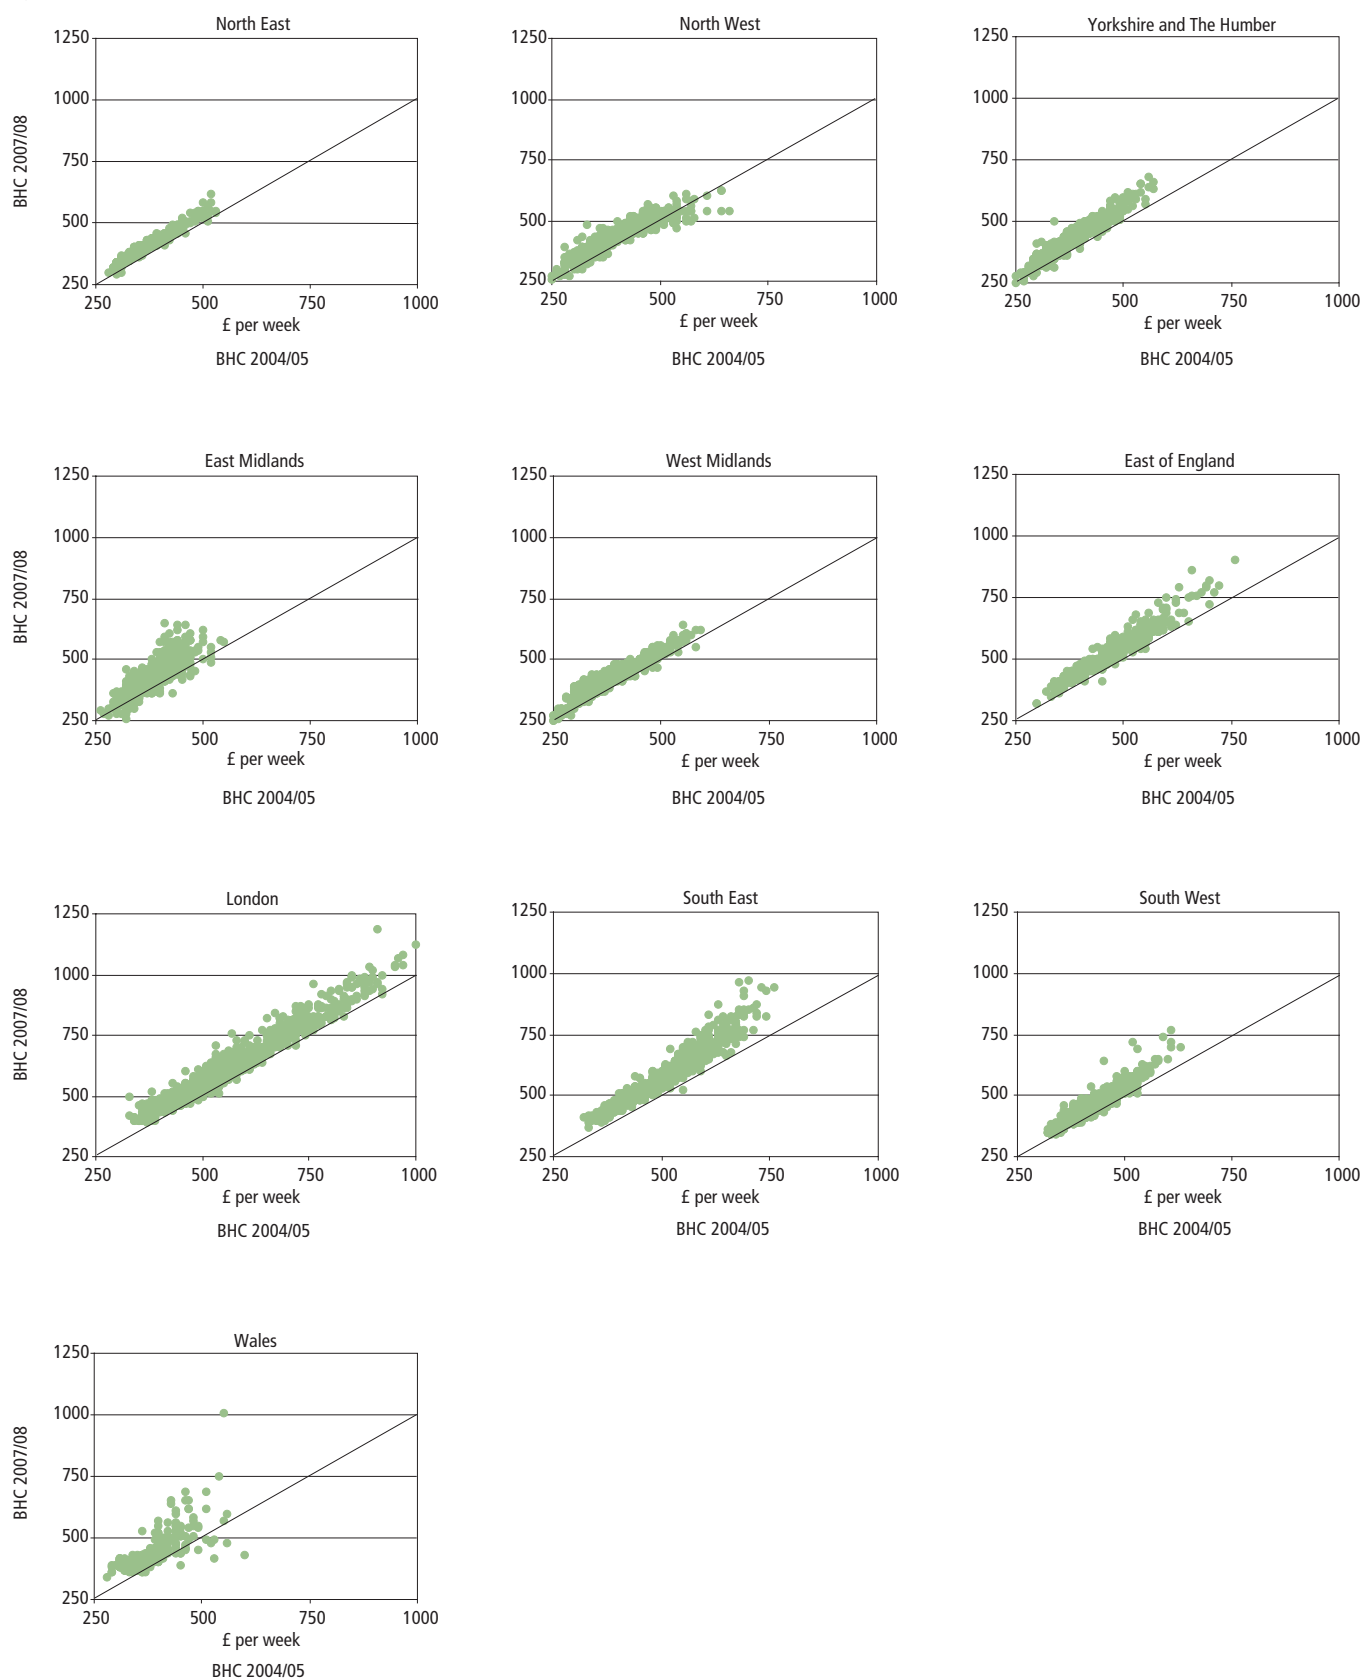 North East
North West
Yorkshire and The Humber
1250
1250
1250
1000
1000
1000
750
750
750
500
500
500
250
250
250
BHC 2007/08
250 500 750 1000
250 500 750 1000
250 500 750 1000
£ per week
£ per week
£ per week
BHC 2004/05
BHC 2004/05
BHC 2004/05
East Midlands
West Midlands
East of England
1250
1250
1250
1000
1000
1000
750
750
750
500
500
500
250
250
250
BHC 2007/08
250 500 750 1000
250 500 750 1000
250 500 750 1000
£ per week
£ per week
£ per week
BHC 2004/05
BHC 2004/05
BHC 2004/05
London
South East
South West
1250
1250
1250
1000
1000
1000
750
750
750
500
500
500
250
250
250
BHC 2007/08
250 500 750 1000
250 500 750 1000
250 500 750 1000
£ per week
£ per week
£ per week
BHC 2004/05
BHC 2004/05
BHC 2004/05
Wales
1250
1000
750
500
250
BHC 2007/08
250 500 750 1000
£ per week
BHC 2004/05